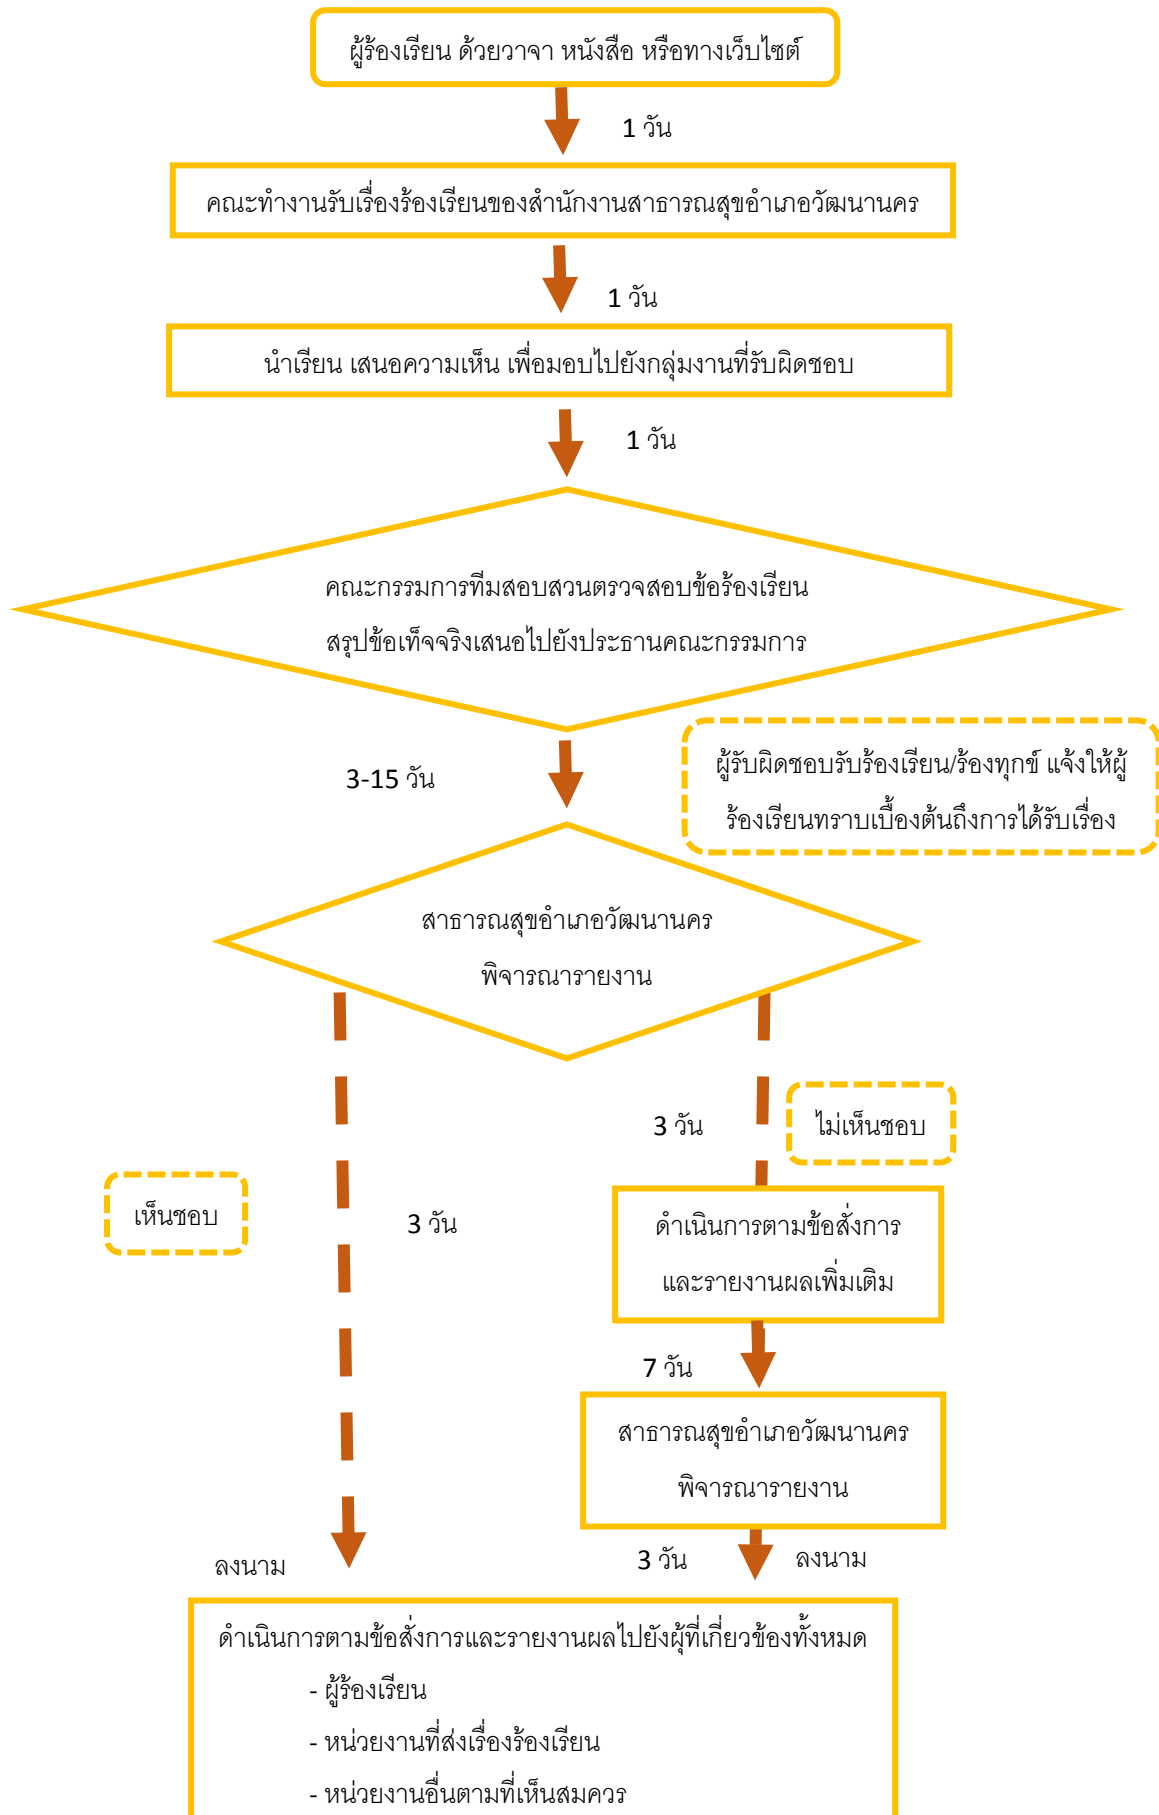 ผู้ร้องเรียน ด้วยวาจา หนังสือ หรือทางเว็บไซต์
1 วัน
คณะทำงานรับเรื่องร้องเรียนของสำนักงานสาธารณสุขอำเภอวัฒนานคร
1 วัน
นำเรียน เสนอความเห็น เพื่อมอบไปยังกลุ่มงานที่รับผิดชอบ
1 วัน
คณะกรรมการทีมสอบสวนตรวจสอบข้อร้องเรียน
สรุปข้อเท็จจริงเสนอไปยังประธานคณะกรรมการ
3-15 วัน
ผู้รับผิดชอบรับร้องเรียน/ร้องทุกข์ แจ้งให้ผู้
ร้องเรียนทราบเบื้องต้นถึงการได้รับเรื่อง
สาธารณสุขอำเภอวัฒนานคร
พิจารณารายงาน
3 วัน
ไม่เห็นชอบ
เห็นชอบ
3 วัน
ดำเนินการตามข้อสั่งการ
และรายงานผลเพิ่มเติม
7 วัน
สาธารณสุขอำเภอวัฒนานคร
พิจารณารายงาน
ลงนาม
3 วัน
ลงนาม
ดำเนินการตามข้อสั่งการและรายงานผลไปยังผุ้ที่เกี่ยวข้องทั้งหมด
- ผู้ร้องเรียน
- หน่วยงานที่ส่งเรื่องร้องเรียน
- หน่วยงานอื่นตามที่เห็นสมควร